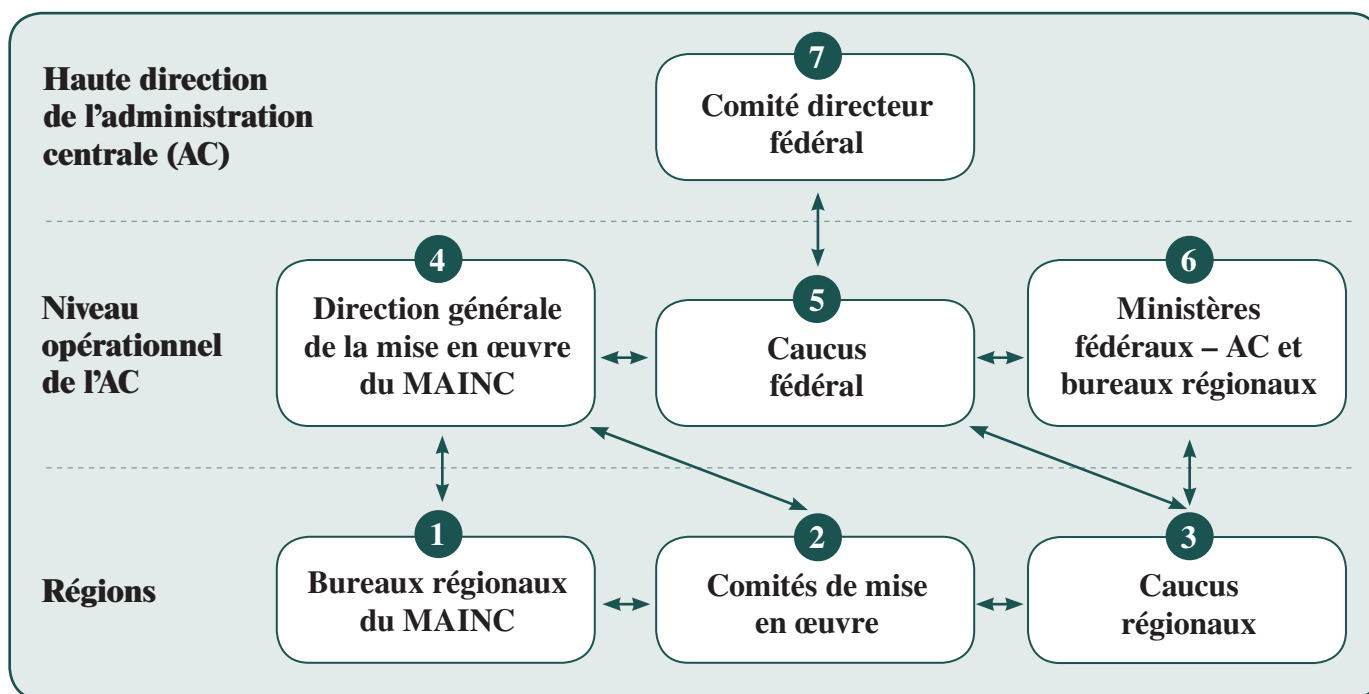 Haute direction
de l’administration
centrale (AC)
7
Comité directeur
fédéral
Niveau
opérationnel
de l’AC
4
Direction générale
de la mise en œuvre
du MAINC
5
Caucus
fédéral
6
Ministères
fédéraux – AC et
bureaux régionaux
Régions
1
Bureaux régionaux
du MAINC
2
Comités de mise
en œuvre
3
Caucus
régionaux